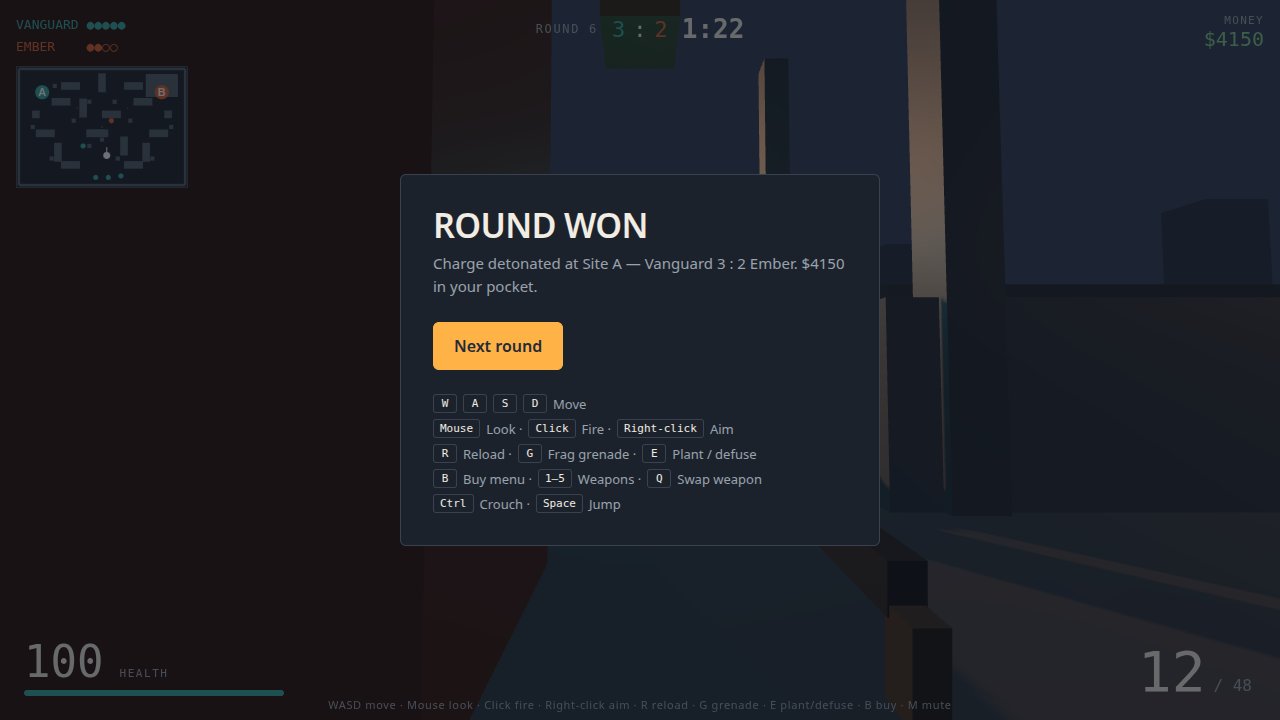 VANGUARD
EMBER
ROUND 6 3 : 2 1:22
MONEY
$4150
A B
ROUND WON
Charge detonated at Site A — Vanguard 3 : 2 Ember. $4150
in your pocket.
Next round
W A S D Move
Mouse Look · Click Fire · Right-click Aim
R Reload · G Frag grenade · E Plant / defuse
B Buy menu · 1–5 Weapons · Q Swap weapon
Ctrl Crouch · Space Jump
100 HEALTH
12 / 48
WASD move · Mouse look · Click fire · Right-click aim · R reload · G grenade · E plant/defuse · B buy · M mute